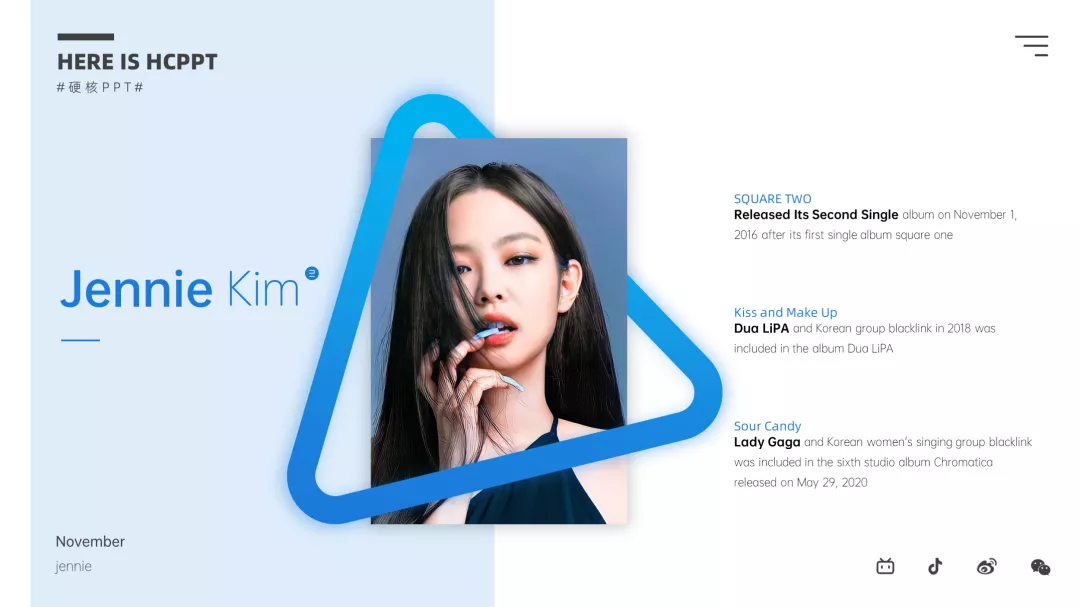 HERE IS HCPPT
#硬核PPT#
Jennie Kim
SQUARE TWO
Released Its Second Single album on November 1,
2016 after its first single album square one
Kiss and Make Up
Dua LiPA and Korean group blacklink in 2018 was
included in the album Dua LiPA
Sour Candy
Lady Gaga and Korean women's singing group blacklink
was included in the sixth studio album Chromatica
released on May 29, 2020
November
jennie